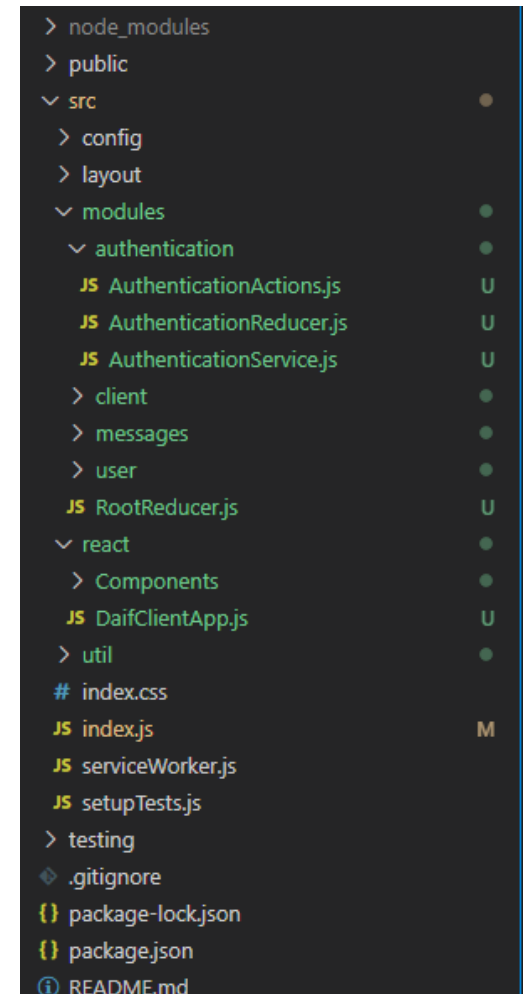 node_modules
public
src
config
layout
modules
authentication
JS AuthenticationActions.js U
JS AuthenticationReducer.js U
JS AuthenticationService.js U
client
messages
user
JS RootReducer.js U
react
Components
JS DaifClientApp.js U
util
# index.css
JS index.js M
JS serviceWorker.js
JS setupTests.js
testing
.gitignore
{} package-lock.json
{} package.json
README.md